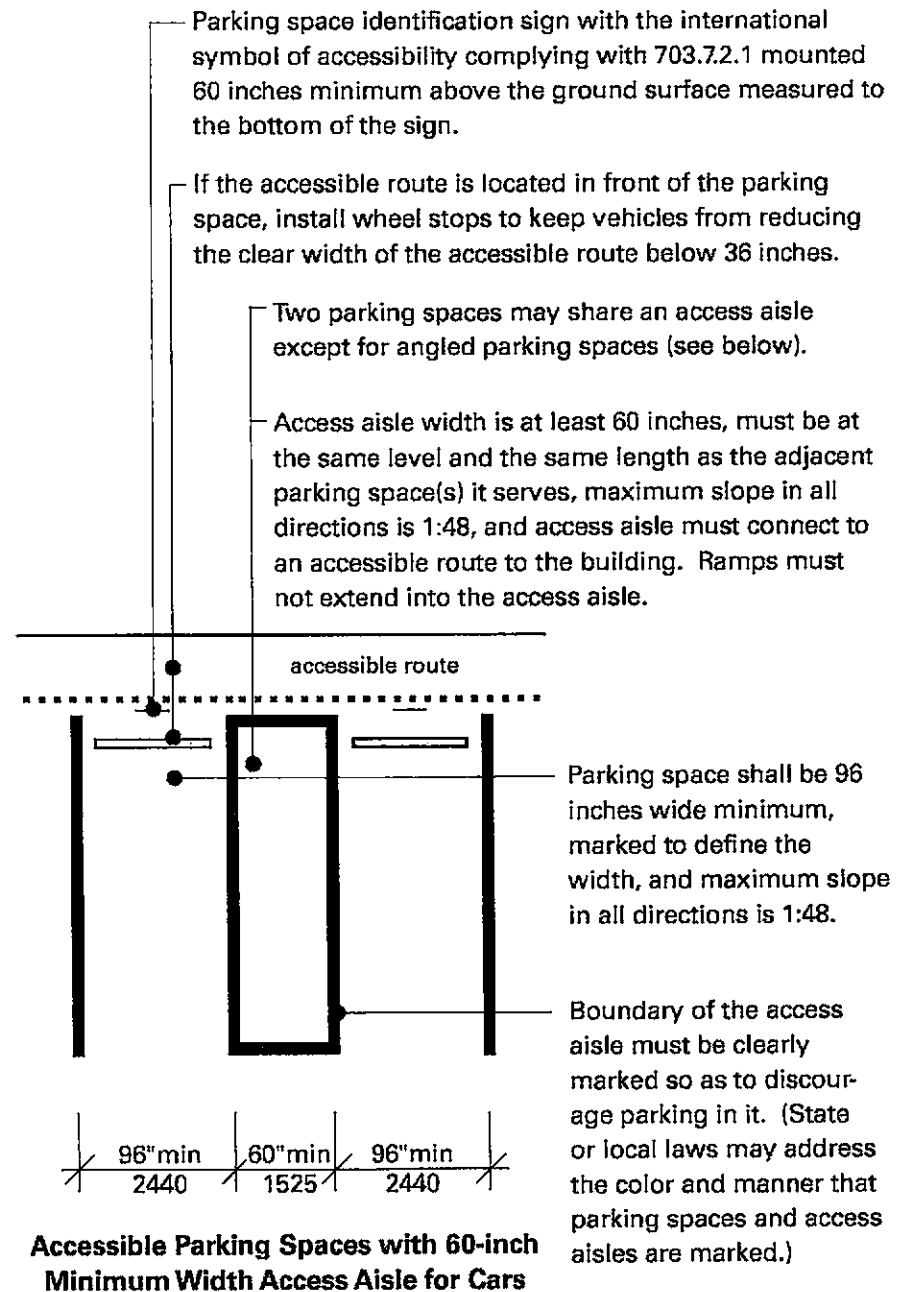 Parking space identification sign with the international
symbol of accessibility complying with 703.7.2.1 mounted
60 inches minimum above the ground surface measured to
the bottom of the sign.
If the accessible route is located in front of the parking
space, install wheel stops to keep vehicles from reducing
the clear width of the accessible route below 36 inches.
Two parking spaces may share an access aisle
except for angled parking spaces (see below).
Access aisle width is at least 60 inches, must be at
the same level and the same length as the adjacent
parking space(s) it serves, maximum slope in all
directions is 1:48, and access aisle must connect to
an accessible route to the building. Ramps must
not extend into the access aisle.
accessible route
Parking space shall be 96
inches wide minimum,
marked to define the
width, and maximum slope
in all directions is 1:48.
Boundary of the access
aisle must be clearly
marked so as to discour-
age parking in it. (State
or local laws may address
the color and manner that
parking spaces and access
aisles are marked.)
96"min 60"min 96"min
2440 1525 2440
Accessible Parking Spaces with 60-inch
Minimum Width Access Aisle for Cars